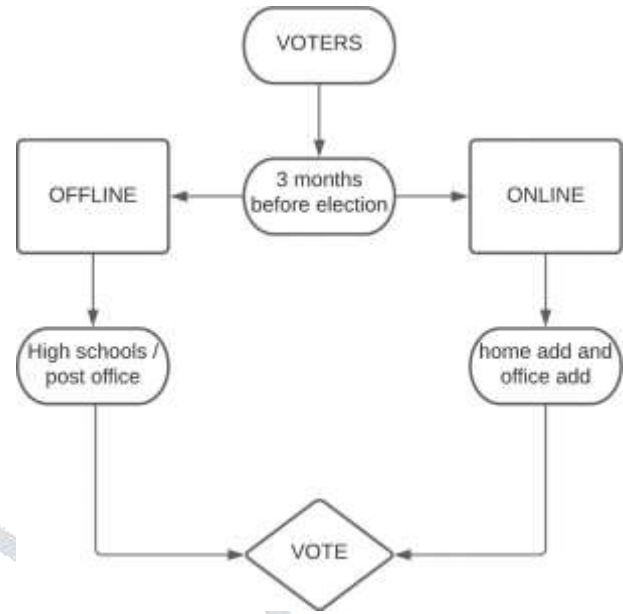 VOTERS
3 months
before election
OFFLINE
ONLINE
High schools /
post office
home add and
office add
VOTE